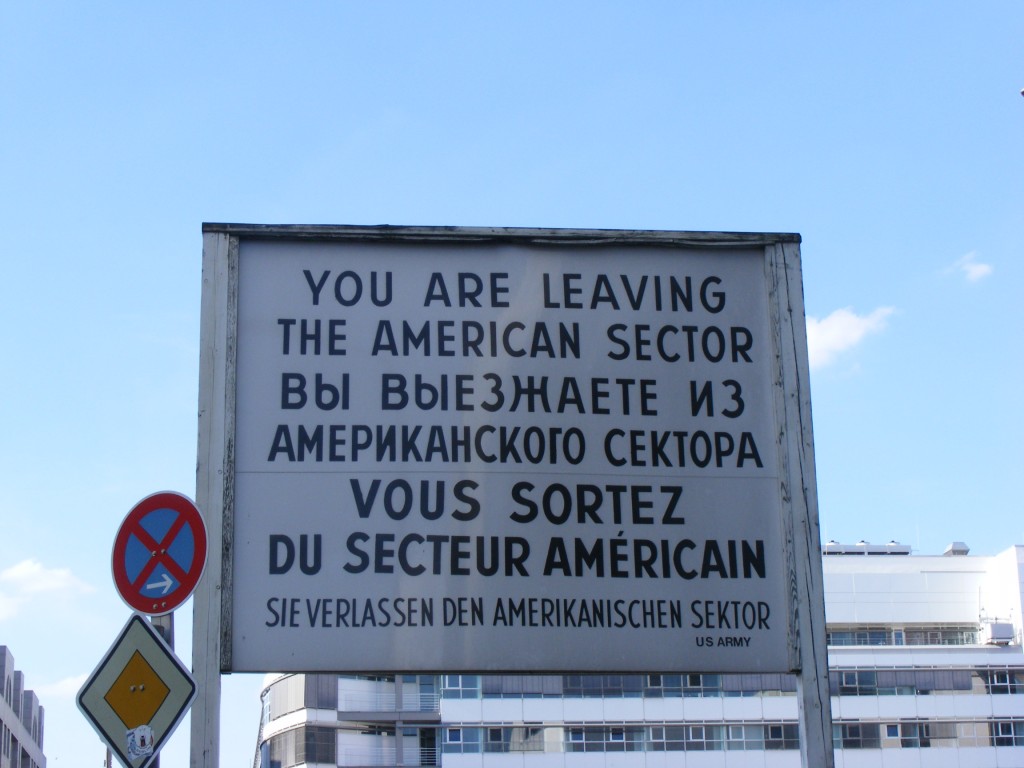 YOU ARE LEAVING
THE AMERICAN SECTOR
ВЫ ВЫЕЗЖАЕТЕ ИЗ
АМЕРИКАНСКОГО СЕКТОРА
VOUS SORTEZ
DU SECTEUR AMÉRICAIN
SIE VERLASSEN DEN AMERIKANISCHEN SEKTOR
US ARMY